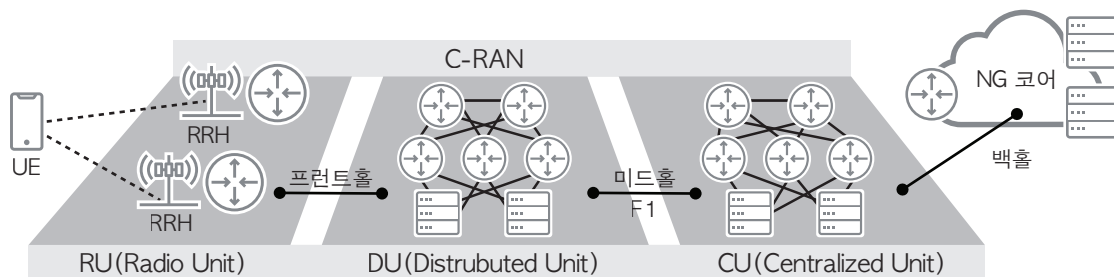 C-RAN
NG 코어
UE
RRH
RRH
프런트홀
미드홀
F1
백홀
RU(Radio Unit)
DU(Distrubuted Unit)
CU(Centralized Unit)